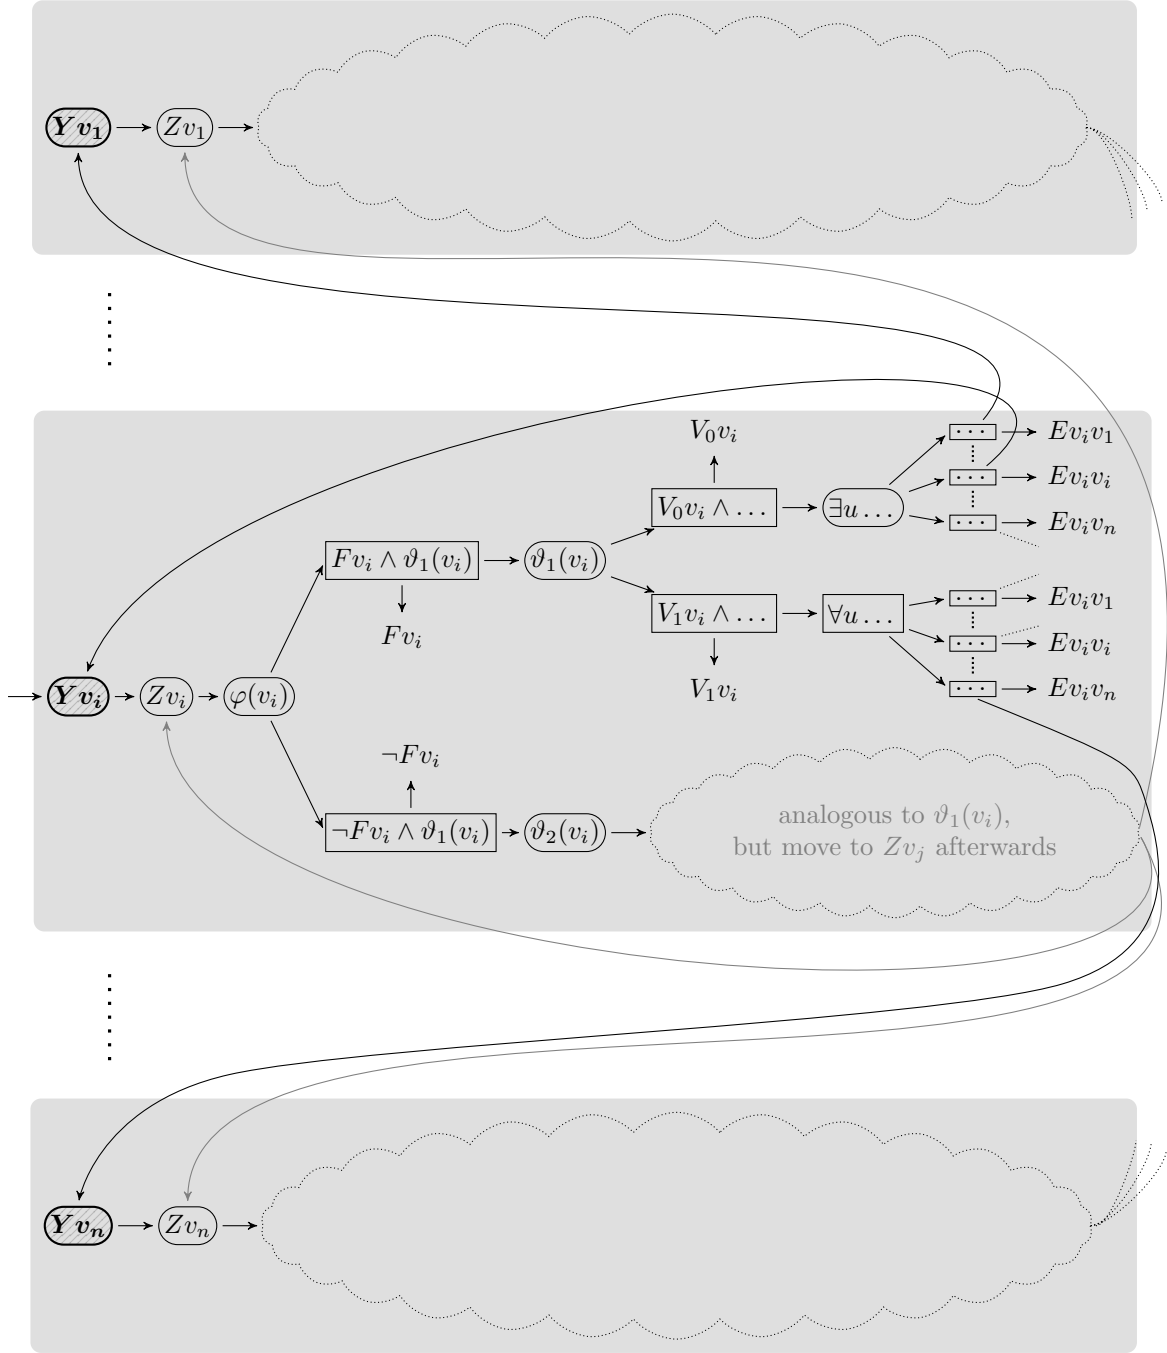 Yv₁ Zv₁
V₀vᵢ
V₀vᵢ ∧ … ∃u …
··· Evᵢv₁
··· Evᵢvᵢ
··· Evᵢvₙ
Fvᵢ ∧ ϑ₁(vᵢ) ϑ₁(vᵢ)
Fvᵢ
V₁vᵢ ∧ … ∀u …
V₁vᵢ
··· Evᵢv₁
··· Evᵢvᵢ
··· Evᵢvₙ
Yvᵢ Zvᵢ φ(vᵢ)
¬Fvᵢ
¬Fvᵢ ∧ ϑ₁(vᵢ) ϑ₂(vᵢ)
analogous to ϑ₁(vᵢ),
but move to Zvⱼ afterwards
Yvₙ Zvₙ